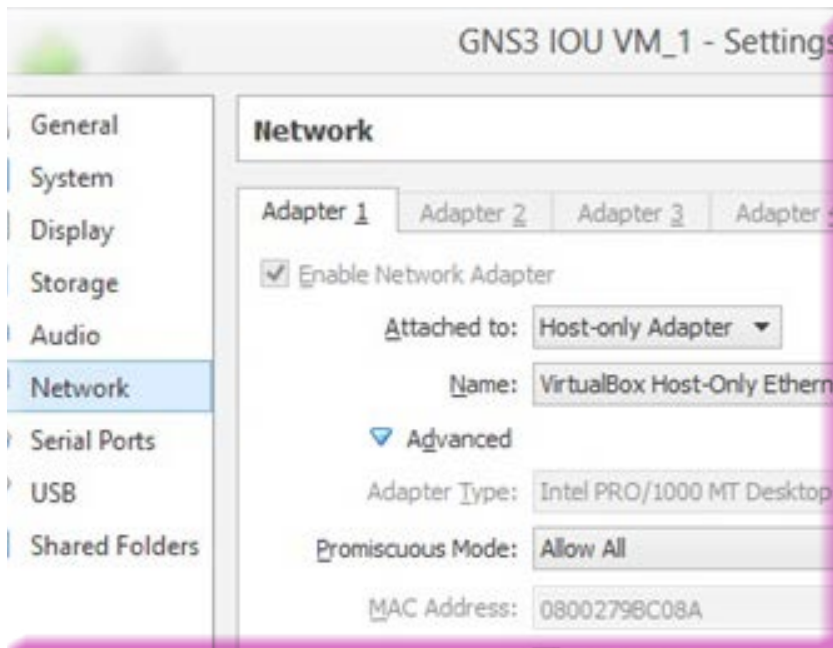 GNS3 IOU VM_1 - Settings
General
System
Display
Storage
Audio
Network
Serial Ports
USB
Shared Folders
Network
Adapter 1 Adapter 2 Adapter 3 Adapter
Enable Network Adapter
Attached to: Host-only Adapter
Name: VirtualBox Host-Only Ethern
Advanced
Adapter Type: Intel PRO/1000 MT Desktop
Promiscuous Mode: Allow All
MAC Address: 0800279BC08A